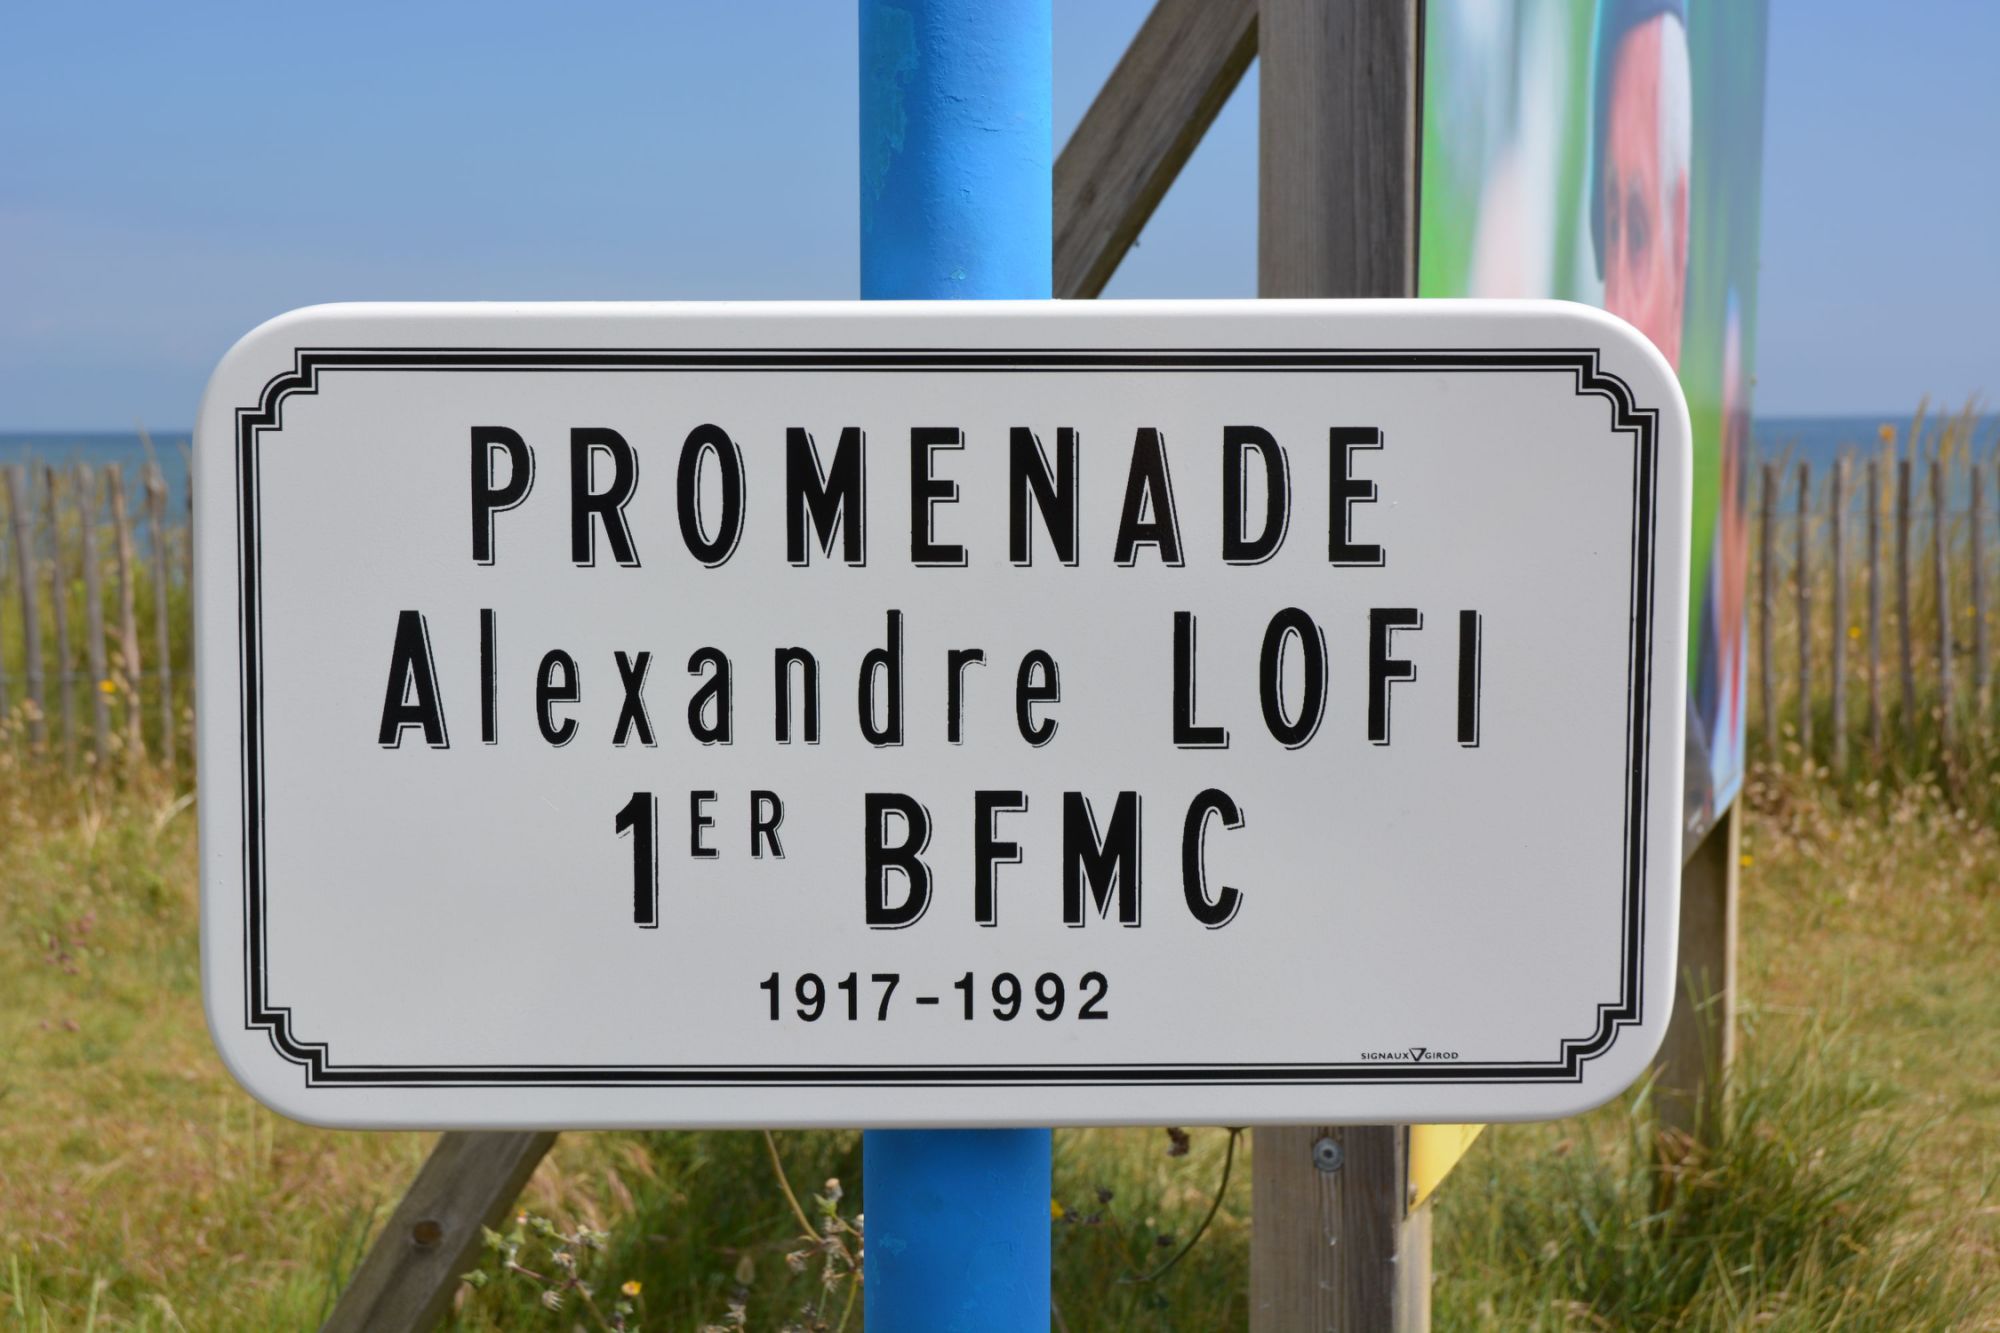 PROMENADE
Alexandre LOFI
1ER BFMC
1917-1992
SIGNAUX GIROD